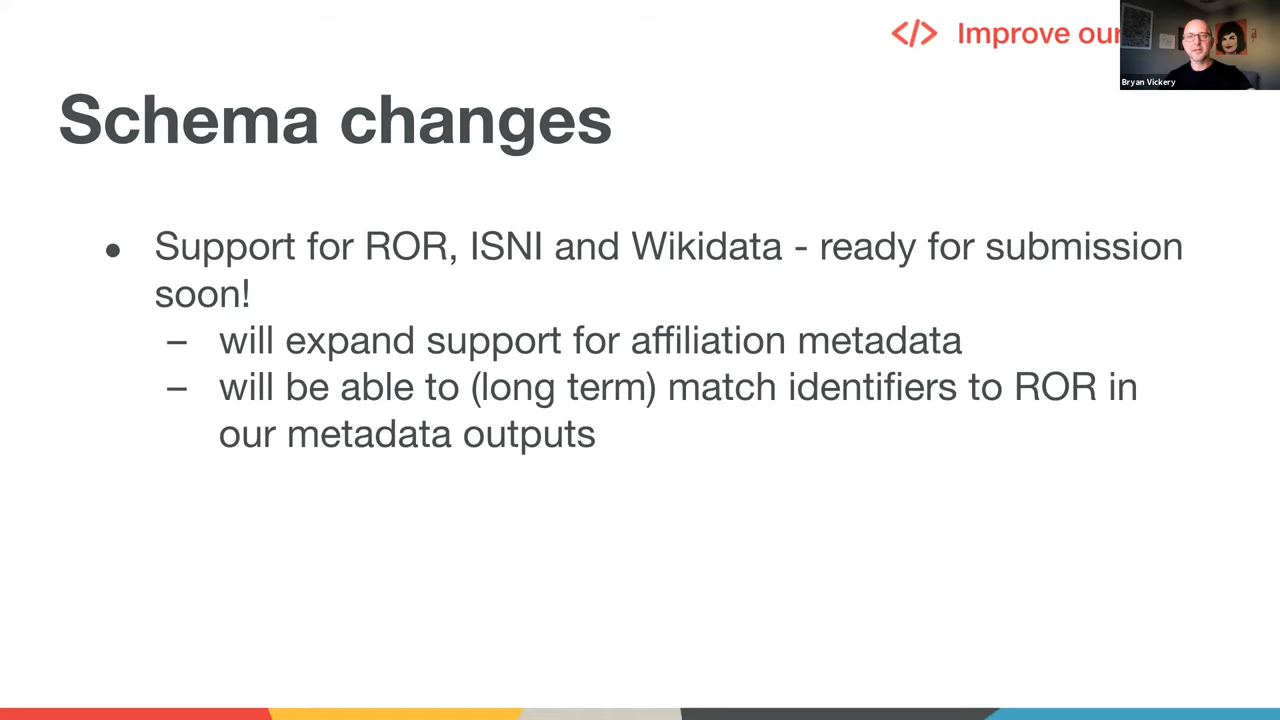 </> Improve our
Bryan Vickery
Schema changes
● Support for ROR, ISNI and Wikidata - ready for submission
soon!
– will expand support for affiliation metadata
– will be able to (long term) match identifiers to ROR in
our metadata outputs